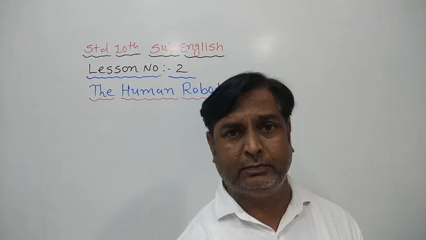 Std 10th Sub English
Lesson No :- 2
The Human